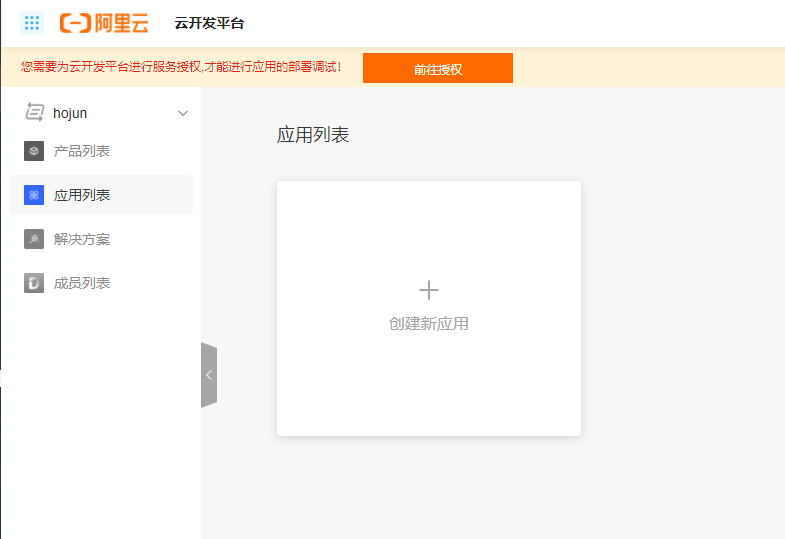 阿里云 云开发平台
您需要为云开发平台进行服务授权,才能进行应用的部署调试! 前往授权
hojun
产品列表
应用列表
解决方案
成员列表
应用列表
创建新应用